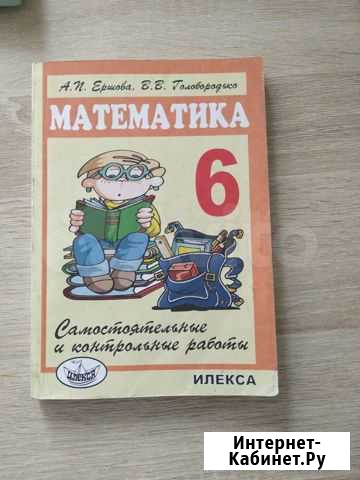 А.П. Ершова, В.В. Голобородько
МАТЕМАТИКА
6
Самостоятельные
и контрольные работы
ИЛЕКСА
ИЛЕКСА
Интернет-
Кабинет.Ру